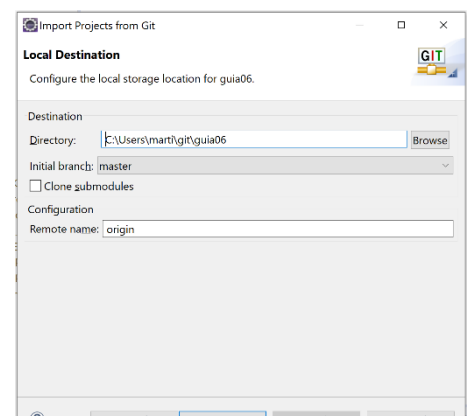 Import Projects from Git
Local Destination
GIT
Configure the local storage location for guia06.
Destination
Directory: C:\Users\marti\git\guia06 Browse
Initial branch: master
Clone submodules
Configuration
Remote name: origin